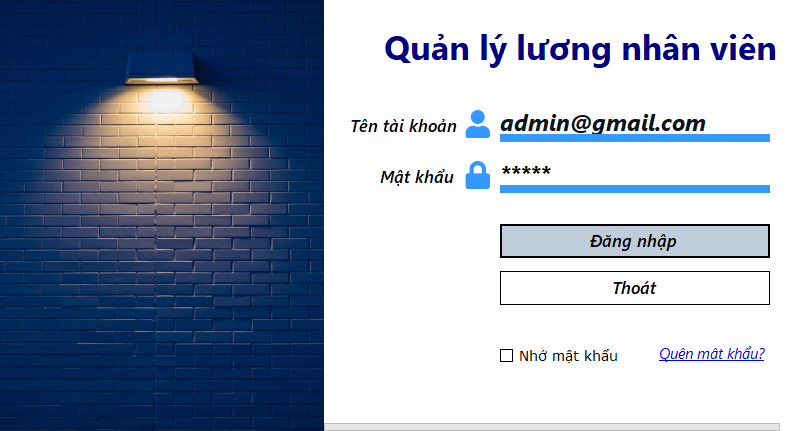 Quản lý lương nhân viên
Tên tài khoản admin@gmail.com
Mật khẩu *****
Đăng nhập
Thoát
Nhớ mật khẩu Quên mật khẩu?